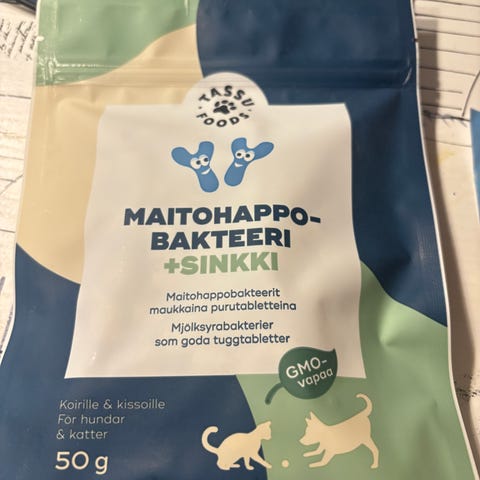 TASSU
FOODS
MAITOHAPPO-
BAKTEERI
+SINKKI
Maitohappobakteerit
maukkaina purutabletteina
Mjölksyrabakterier
som goda tuggtabletter
GMO-
vapaa
Koirille & kissoille
För hundar
& katter
50 g